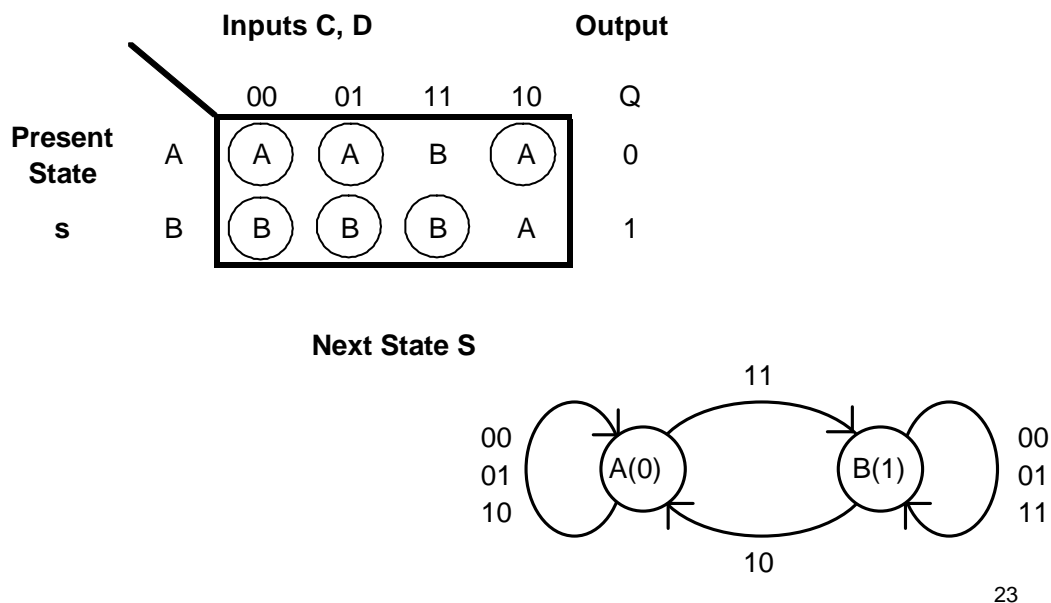 Inputs C, D Output
00 01 11 10 Q
Present
State
A A A B A 0
s B B B B A 1
Next State S
11
00
01
10
A(0)
B(1)
00
01
11
10
23